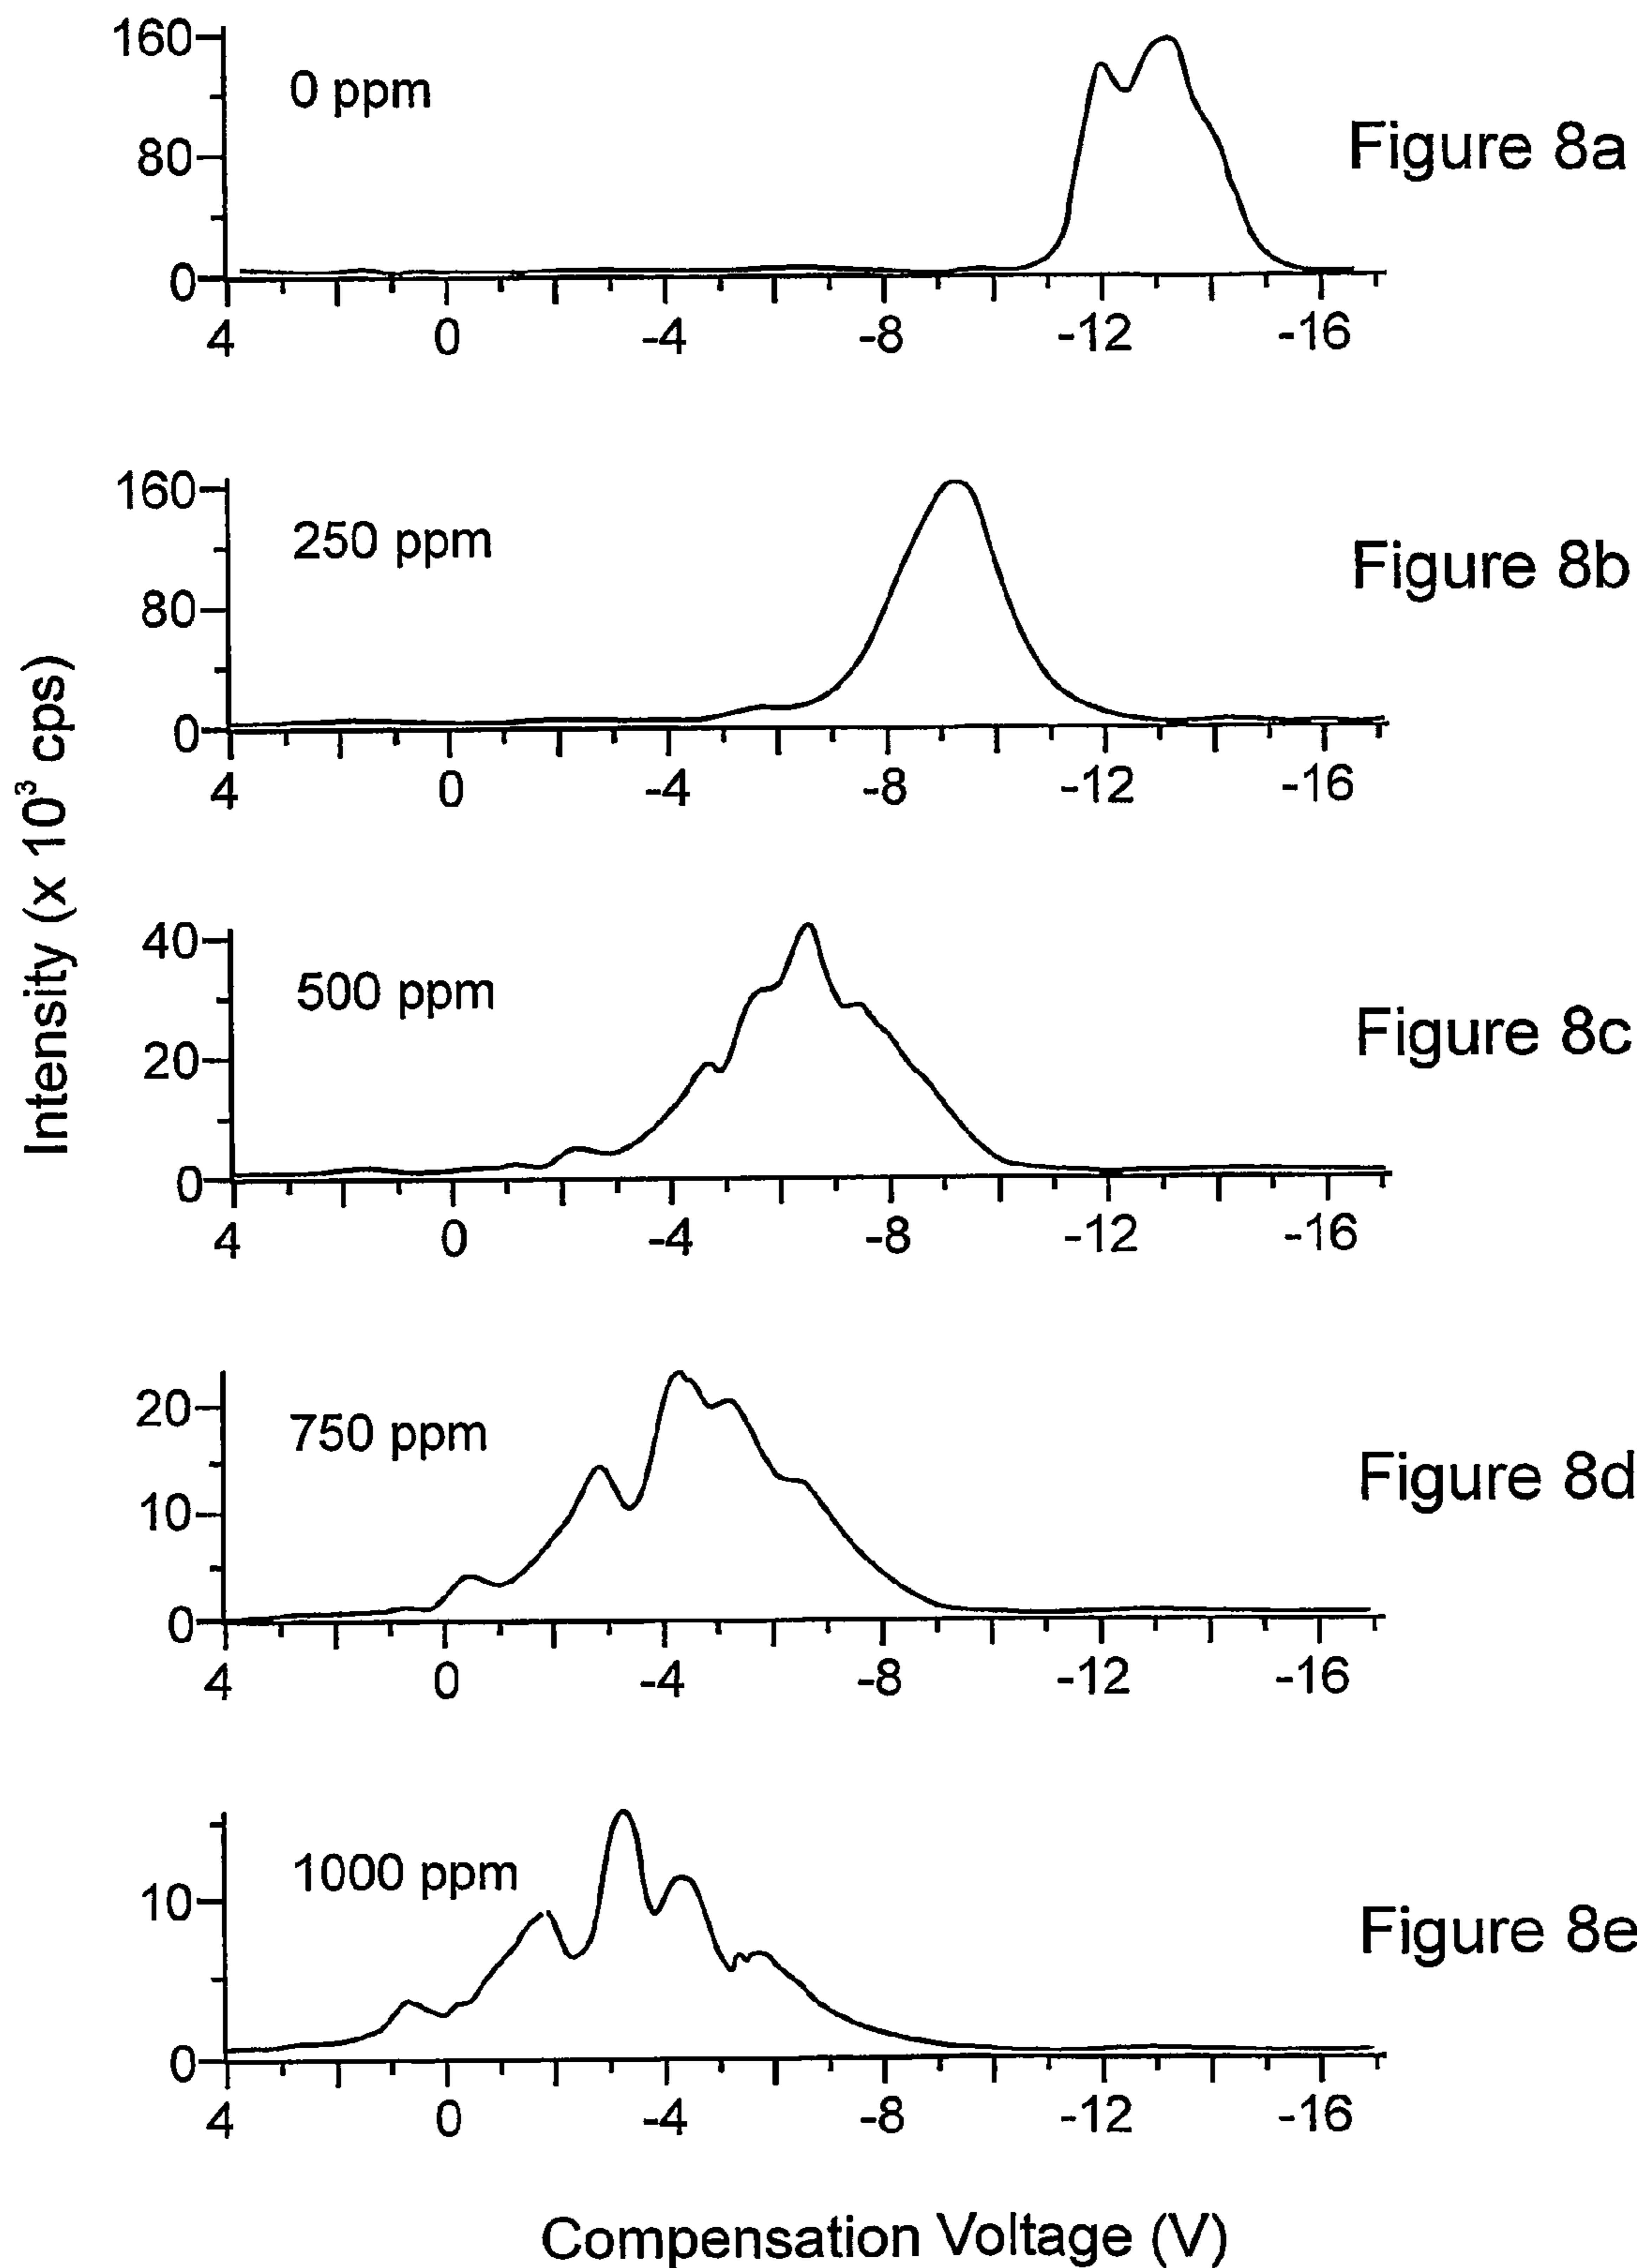 Intensity (x 10³ cps)
160
80
0
0 ppm
Figure 8a
4 0 -4 -8 -12 -16
160
80
0
250 ppm
Figure 8b
4 0 -4 -8 -12 -16
40
20
0
500 ppm
Figure 8c
4 0 -4 -8 -12 -16
20
10
0
750 ppm
Figure 8d
4 0 -4 -8 -12 -16
10
0
1000 ppm
Figure 8e
4 0 -4 -8 -12 -16
Compensation Voltage (V)